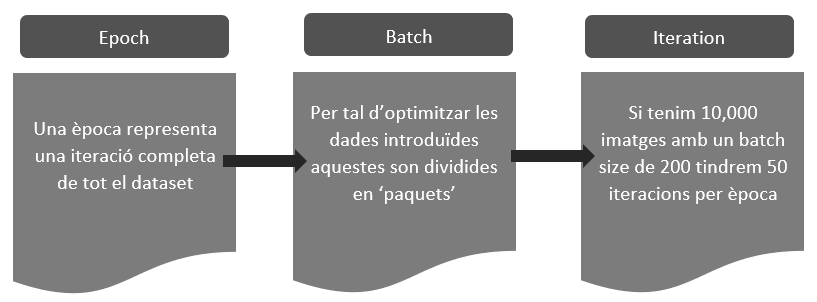 Epoch
Una època representa
una iteració completa
de tot el dataset
Batch
Per tal d’optimitzar les
dades introduïdes
aquestes son dividides
en ‘paquets’
Iteration
Si tenim 10,000
imatges amb un batch
size de 200 tindrem 50
iteracions per època